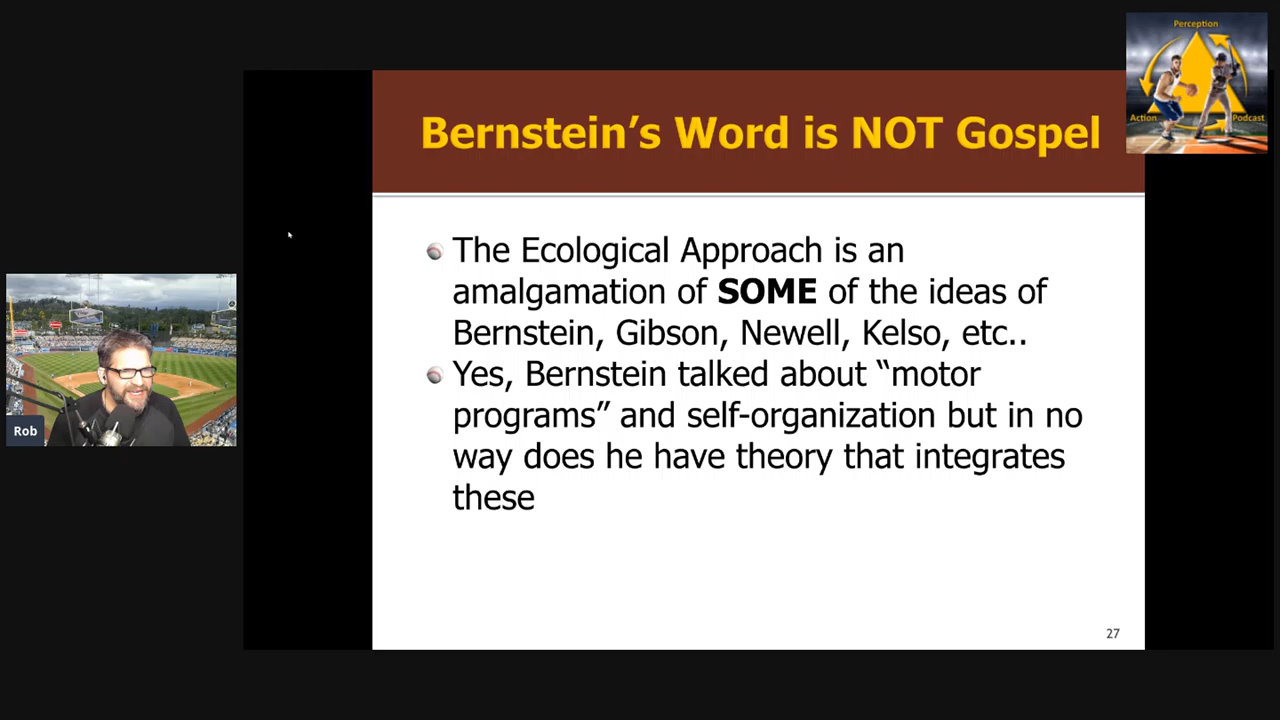 Perception
Action
Podcast
Bernstein’s Word is NOT Gospel
The Ecological Approach is an
amalgamation of SOME of the ideas of
Bernstein, Gibson, Newell, Kelso, etc..
Yes, Bernstein talked about “motor
programs” and self-organization but in no
way does he have theory that integrates
these
Rob
27